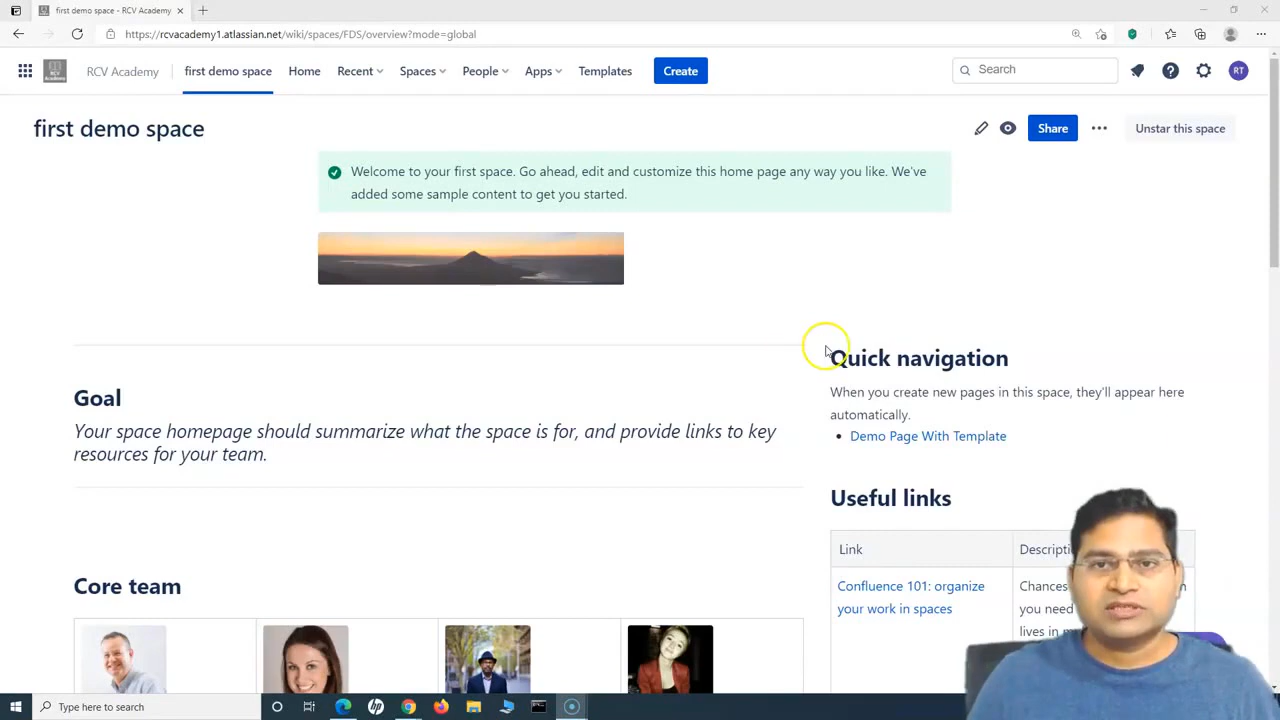 first demo space - RCV Academy
https://rcvacademy1.atlassian.net/wiki/spaces/FDS/overview?mode=global
RCV Academy
first demo space
Home
Recent
Spaces
People
Apps
Templates
Create
Search
RT
first demo space
Share
Unstar this space
Welcome to your first space. Go ahead, edit and customize this home page any way you like. We've
added some sample content to get you started.
Goal
Your space homepage should summarize what the space is for, and provide links to key
resources for your team.
Core team
Quick navigation
When you create new pages in this space, they'll appear here
automatically.
Demo Page With Template
Useful links
Link
Confluence 101: organize
your work in spaces
Chances
you need
lives in
Type here to search